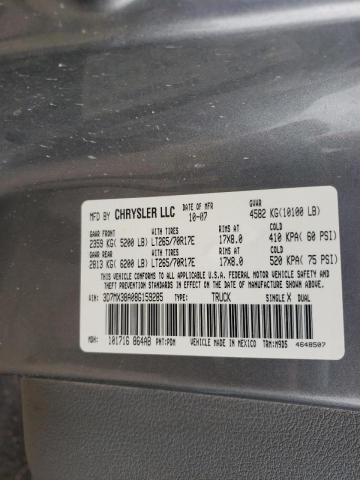 MFD BY CHRYSLER LLC DATE OF MFR GVWR
10-07 4582 KG(10100 LB)
GAWR FRONT WITH TIRES RIMS AT COLD
2359 KG( 5200 LB) LT265/70R17E 17X8.0 410 KPA( 60 PSI)
GAWR REAR WITH TIRES RIMS AT COLD
2813 KG( 6200 LB) LT265/70R17E 17X8.0 520 KPA( 75 PSI)
THIS VEHICLE CONFORMS TO ALL APPLICABLE U.S.A. FEDERAL MOTOR VEHICLE
SAFETY STANDARDS IN EFFECT ON THE DATE OF MANUFACTURE SHOWN ABOVE.
VIN: 3D7MX38A08G159205 TYPE: TRUCK SINGLE X DUAL
MDH: 101716 864AB PNT:PDM VEHICLE MADE IN MEXICO TRM:M9D5 4648507